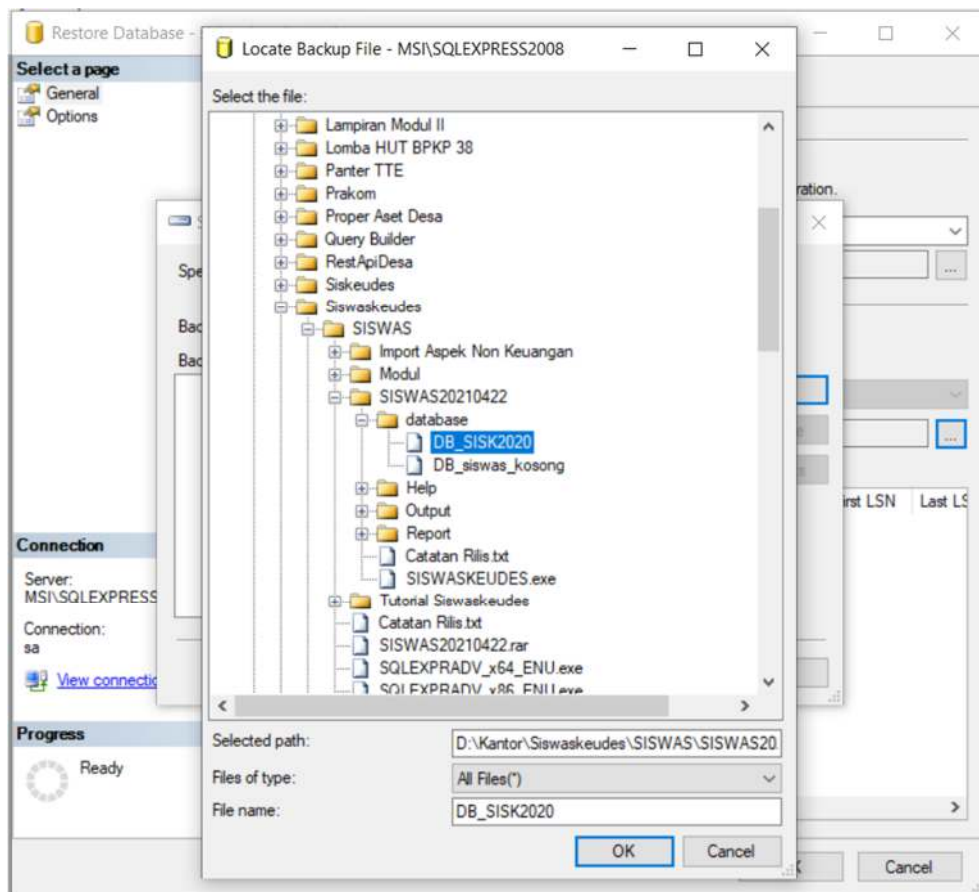 Restore Database -
Select a page
General
Options
Locate Backup File - MSI\SQLEXPRESS2008
Select the file:
Lampiran Modul II
Lomba HUT BPKP 38
Panter TTE
Prakom
Proper Aset Desa
Query Builder
RestApiDesa
Siskeudes
Siswaskeudes
SISWAS
Import Aspek Non Keuangan
Modul
SISWAS20210422
database
DB_SISK2020
DB_siswas_kosong
Help
Output
Report
Catatan Rilis.txt
SISWASKEUDES.exe
Tutorial Siswaskeudes
Catatan Rilis.txt
SISWAS20210422.rar
SQLEXPRADV_x64_ENU.exe
SQLEXPRADV_x86_ENU.exe
Selected path:
D:\Kantor\Siswaskeudes\SISWAS\SISWAS20
Files of type:
All Files(*)
File name:
DB_SISK2020
OK
Cancel
Spe
Bac
Bac
ration.
...
...
irst LSN
Last LS
Connection
Server:
MSI\SQLEXPRESS
Connection:
sa
View connectio
Progress
Ready
Cancel